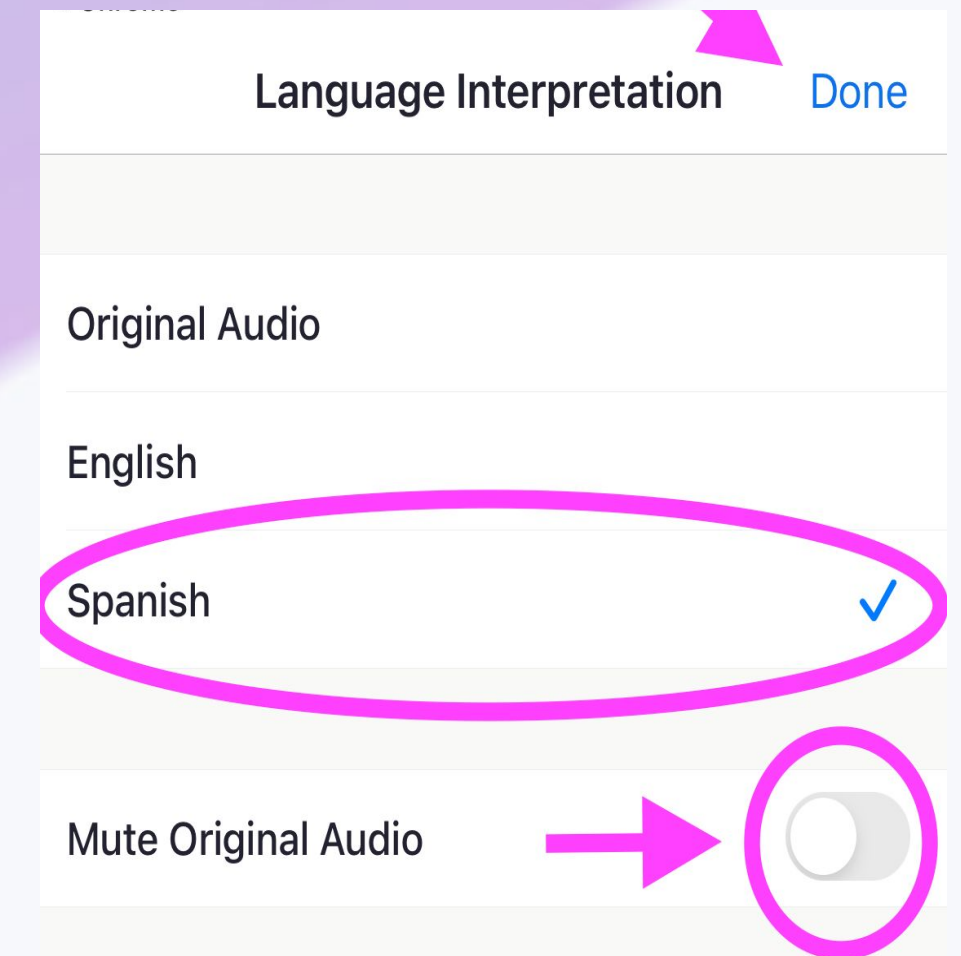 Language Interpretation Done
Original Audio
English
Spanish
Mute Original Audio